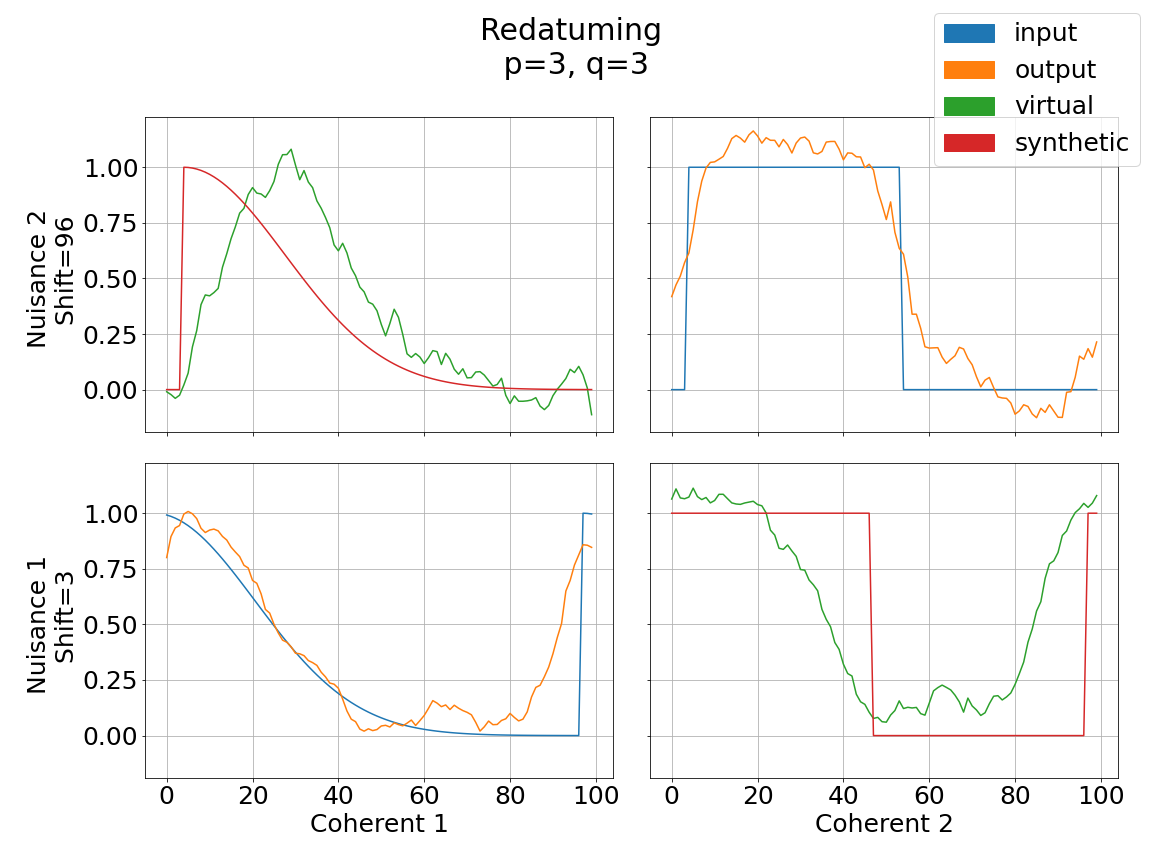 Redatuming
p=3, q=3
input
output
virtual
synthetic
Nuisance 2
Shift=96
1.00
0.75
0.50
0.25
0.00
Nuisance 1
Shift=3
1.00
0.75
0.50
0.25
0.00
0 20 40 60 80 100
0 20 40 60 80 100
Coherent 1
Coherent 2